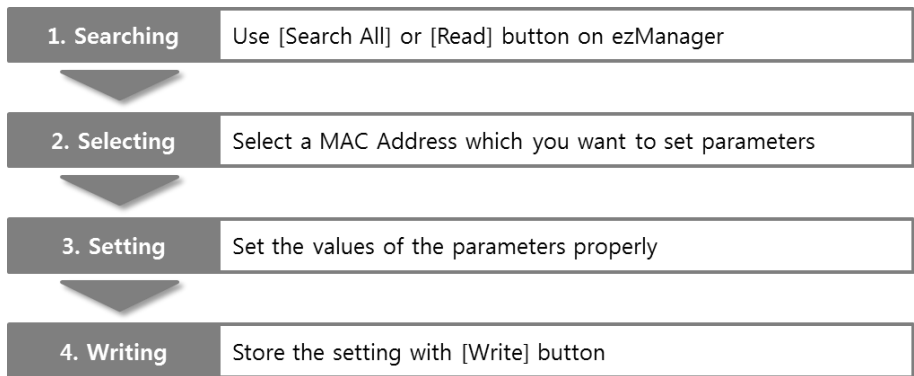 1. Searching Use [Search All] or [Read] button on ezManager
2. Selecting Select a MAC Address which you want to set parameters
3. Setting Set the values of the parameters properly
4. Writing Store the setting with [Write] button